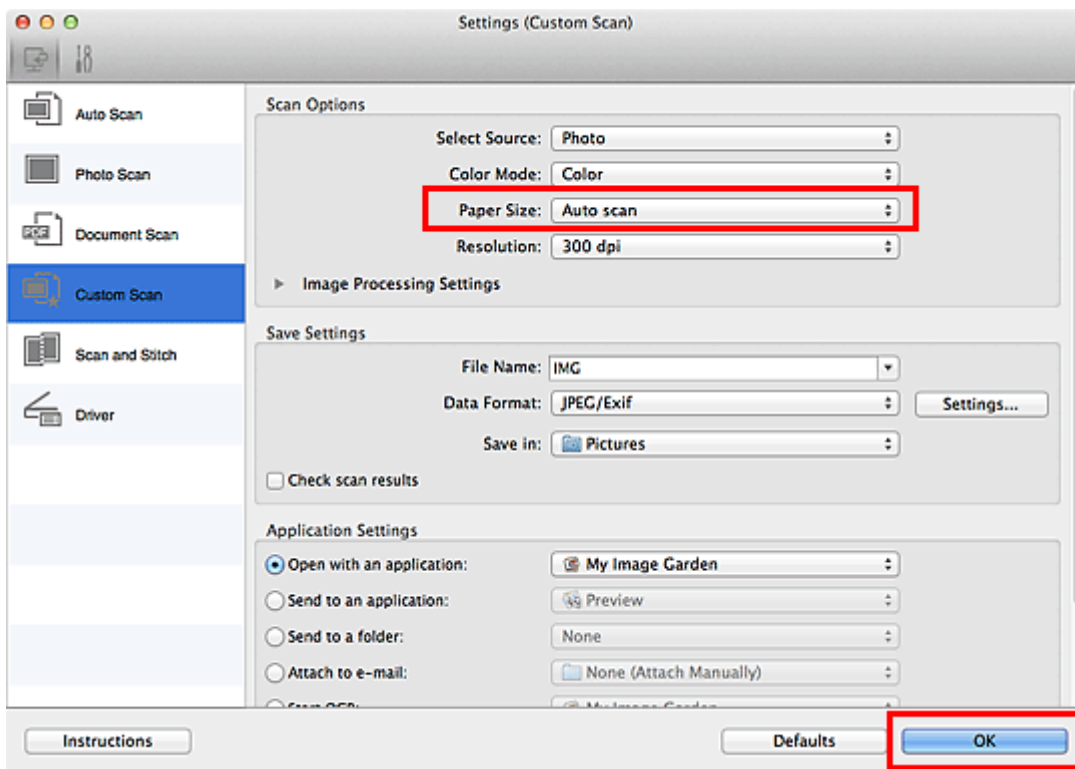 Settings (Custom Scan)
Auto Scan
Photo Scan
Document Scan
Custom Scan
Scan and Stitch
Driver
Scan Options
Select Source: Photo
Color Mode: Color
Paper Size: Auto scan
Resolution: 300 dpi
Image Processing Settings
Save Settings
File Name: IMG
Data Format: JPEG/Exif Settings...
Save in: Pictures
Check scan results
Application Settings
Open with an application: My Image Garden
Send to an application: Preview
Send to a folder: None
Attach to e-mail: None (Attach Manually)
Instructions Defaults OK